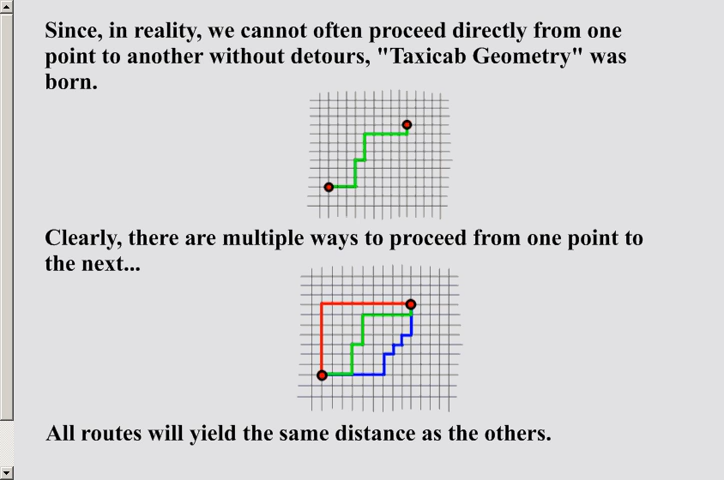 Since, in reality, we cannot often proceed directly from one
point to another without detours, "Taxicab Geometry" was
born.
Clearly, there are multiple ways to proceed from one point to
the next...
All routes will yield the same distance as the others.